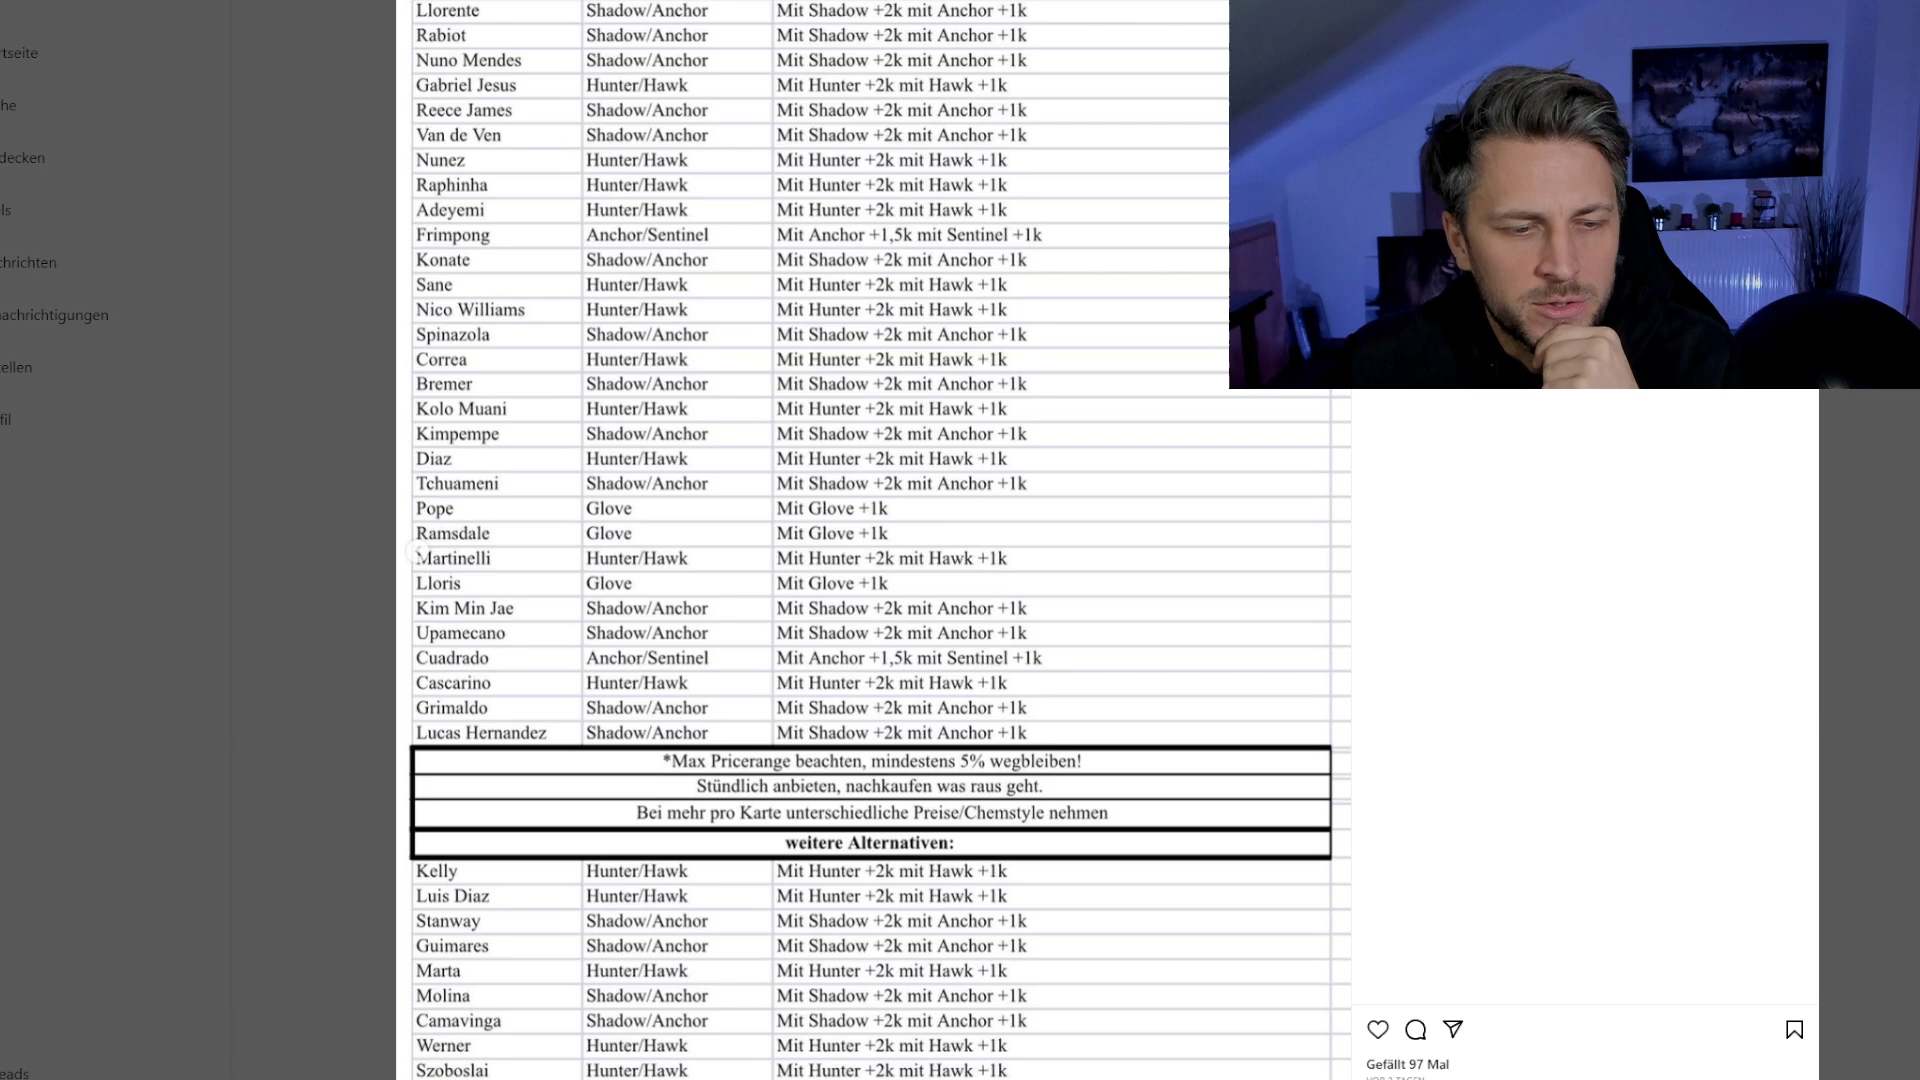 rtseite
he
decken
ls
chrichten
nachrichtigungen
ellen
fil
eads
Llorente Shadow/Anchor Mit Shadow +2k mit Anchor +1k
Rabiot Shadow/Anchor Mit Shadow +2k mit Anchor +1k
Nuno Mendes Shadow/Anchor Mit Shadow +2k mit Anchor +1k
Gabriel Jesus Hunter/Hawk Mit Hunter +2k mit Hawk +1k
Reece James Shadow/Anchor Mit Shadow +2k mit Anchor +1k
Van de Ven Shadow/Anchor Mit Shadow +2k mit Anchor +1k
Nunez Hunter/Hawk Mit Hunter +2k mit Hawk +1k
Raphinha Hunter/Hawk Mit Hunter +2k mit Hawk +1k
Adeyemi Hunter/Hawk Mit Hunter +2k mit Hawk +1k
Frimpong Anchor/Sentinel Mit Anchor +1,5k mit Sentinel +1k
Konate Shadow/Anchor Mit Shadow +2k mit Anchor +1k
Sane Hunter/Hawk Mit Hunter +2k mit Hawk +1k
Nico Williams Hunter/Hawk Mit Hunter +2k mit Hawk +1k
Spinazola Shadow/Anchor Mit Shadow +2k mit Anchor +1k
Correa Hunter/Hawk Mit Hunter +2k mit Hawk +1k
Bremer Shadow/Anchor Mit Shadow +2k mit Anchor +1k
Kolo Muani Hunter/Hawk Mit Hunter +2k mit Hawk +1k
Kimpempe Shadow/Anchor Mit Shadow +2k mit Anchor +1k
Diaz Hunter/Hawk Mit Hunter +2k mit Hawk +1k
Tchuameni Shadow/Anchor Mit Shadow +2k mit Anchor +1k
Pope Glove Mit Glove +1k
Ramsdale Glove Mit Glove +1k
Martinelli Hunter/Hawk Mit Hunter +2k mit Hawk +1k
Lloris Glove Mit Glove +1k
Kim Min Jae Shadow/Anchor Mit Shadow +2k mit Anchor +1k
Upamecano Shadow/Anchor Mit Shadow +2k mit Anchor +1k
Cuadrado Anchor/Sentinel Mit Anchor +1,5k mit Sentinel +1k
Cascarino Hunter/Hawk Mit Hunter +2k mit Hawk +1k
Grimaldo Shadow/Anchor Mit Shadow +2k mit Anchor +1k
Lucas Hernandez Shadow/Anchor Mit Shadow +2k mit Anchor +1k
*Max Pricerange beachten, mindestens 5% wegbleiben!
Stündlich anbieten, nachkaufen was raus geht.
Bei mehr pro Karte unterschiedliche Preise/Chemstyle nehmen
weitere Alternativen:
Kelly Hunter/Hawk Mit Hunter +2k mit Hawk +1k
Luis Diaz Hunter/Hawk Mit Hunter +2k mit Hawk +1k
Stanway Shadow/Anchor Mit Shadow +2k mit Anchor +1k
Guimares Shadow/Anchor Mit Shadow +2k mit Anchor +1k
Marta Hunter/Hawk Mit Hunter +2k mit Hawk +1k
Molina Shadow/Anchor Mit Shadow +2k mit Anchor +1k
Camavinga Shadow/Anchor Mit Shadow +2k mit Anchor +1k
Werner Hunter/Hawk Mit Hunter +2k mit Hawk +1k
Szoboslai Hunter/Hawk Mit Hunter +2k mit Hawk +1k
Gefällt 97 Mal